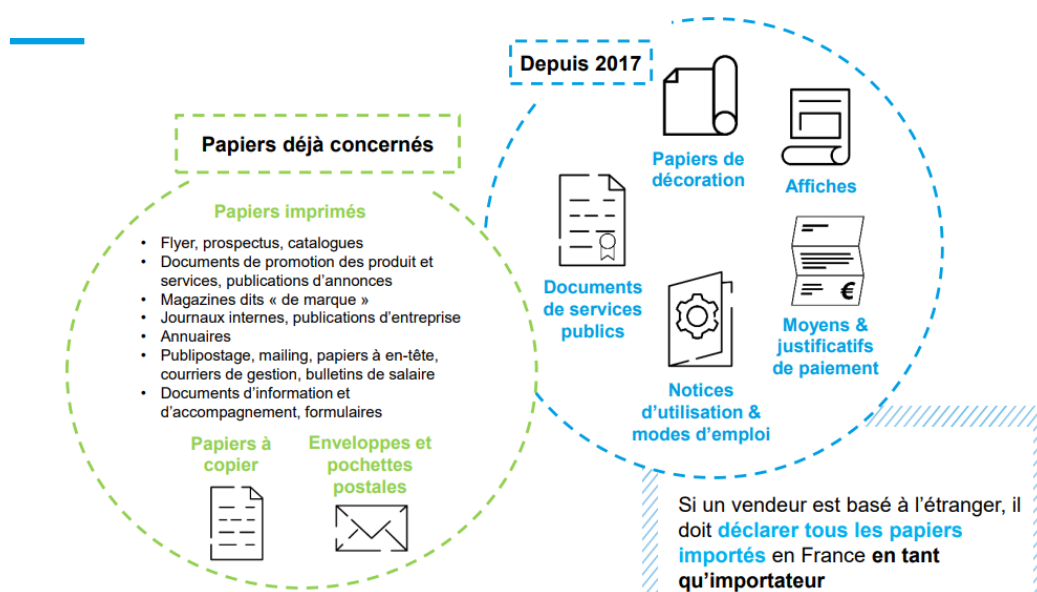 Papiers déjà concernés
Papiers imprimés
• Flyer, prospectus, catalogues
• Documents de promotion des produit et
services, publications d’annonces
• Magazines dits « de marque »
• Journaux internes, publications d’entreprise
• Annuaires
• Publipostage, mailing, papiers à en-tête,
courriers de gestion, bulletins de salaire
• Documents d’information et
d’accompagnement, formulaires
Papiers à
copier
Enveloppes et
pochettes
postales
Depuis 2017
Papiers de
décoration
Affiches
Documents
de services
publics
€
Moyens &
justificatifs
de paiement
Notices
d’utilisation &
modes d’emploi
Si un vendeur est basé à l’étranger, il
doit déclarer tous les papiers
importés en France en tant
qu’importateur